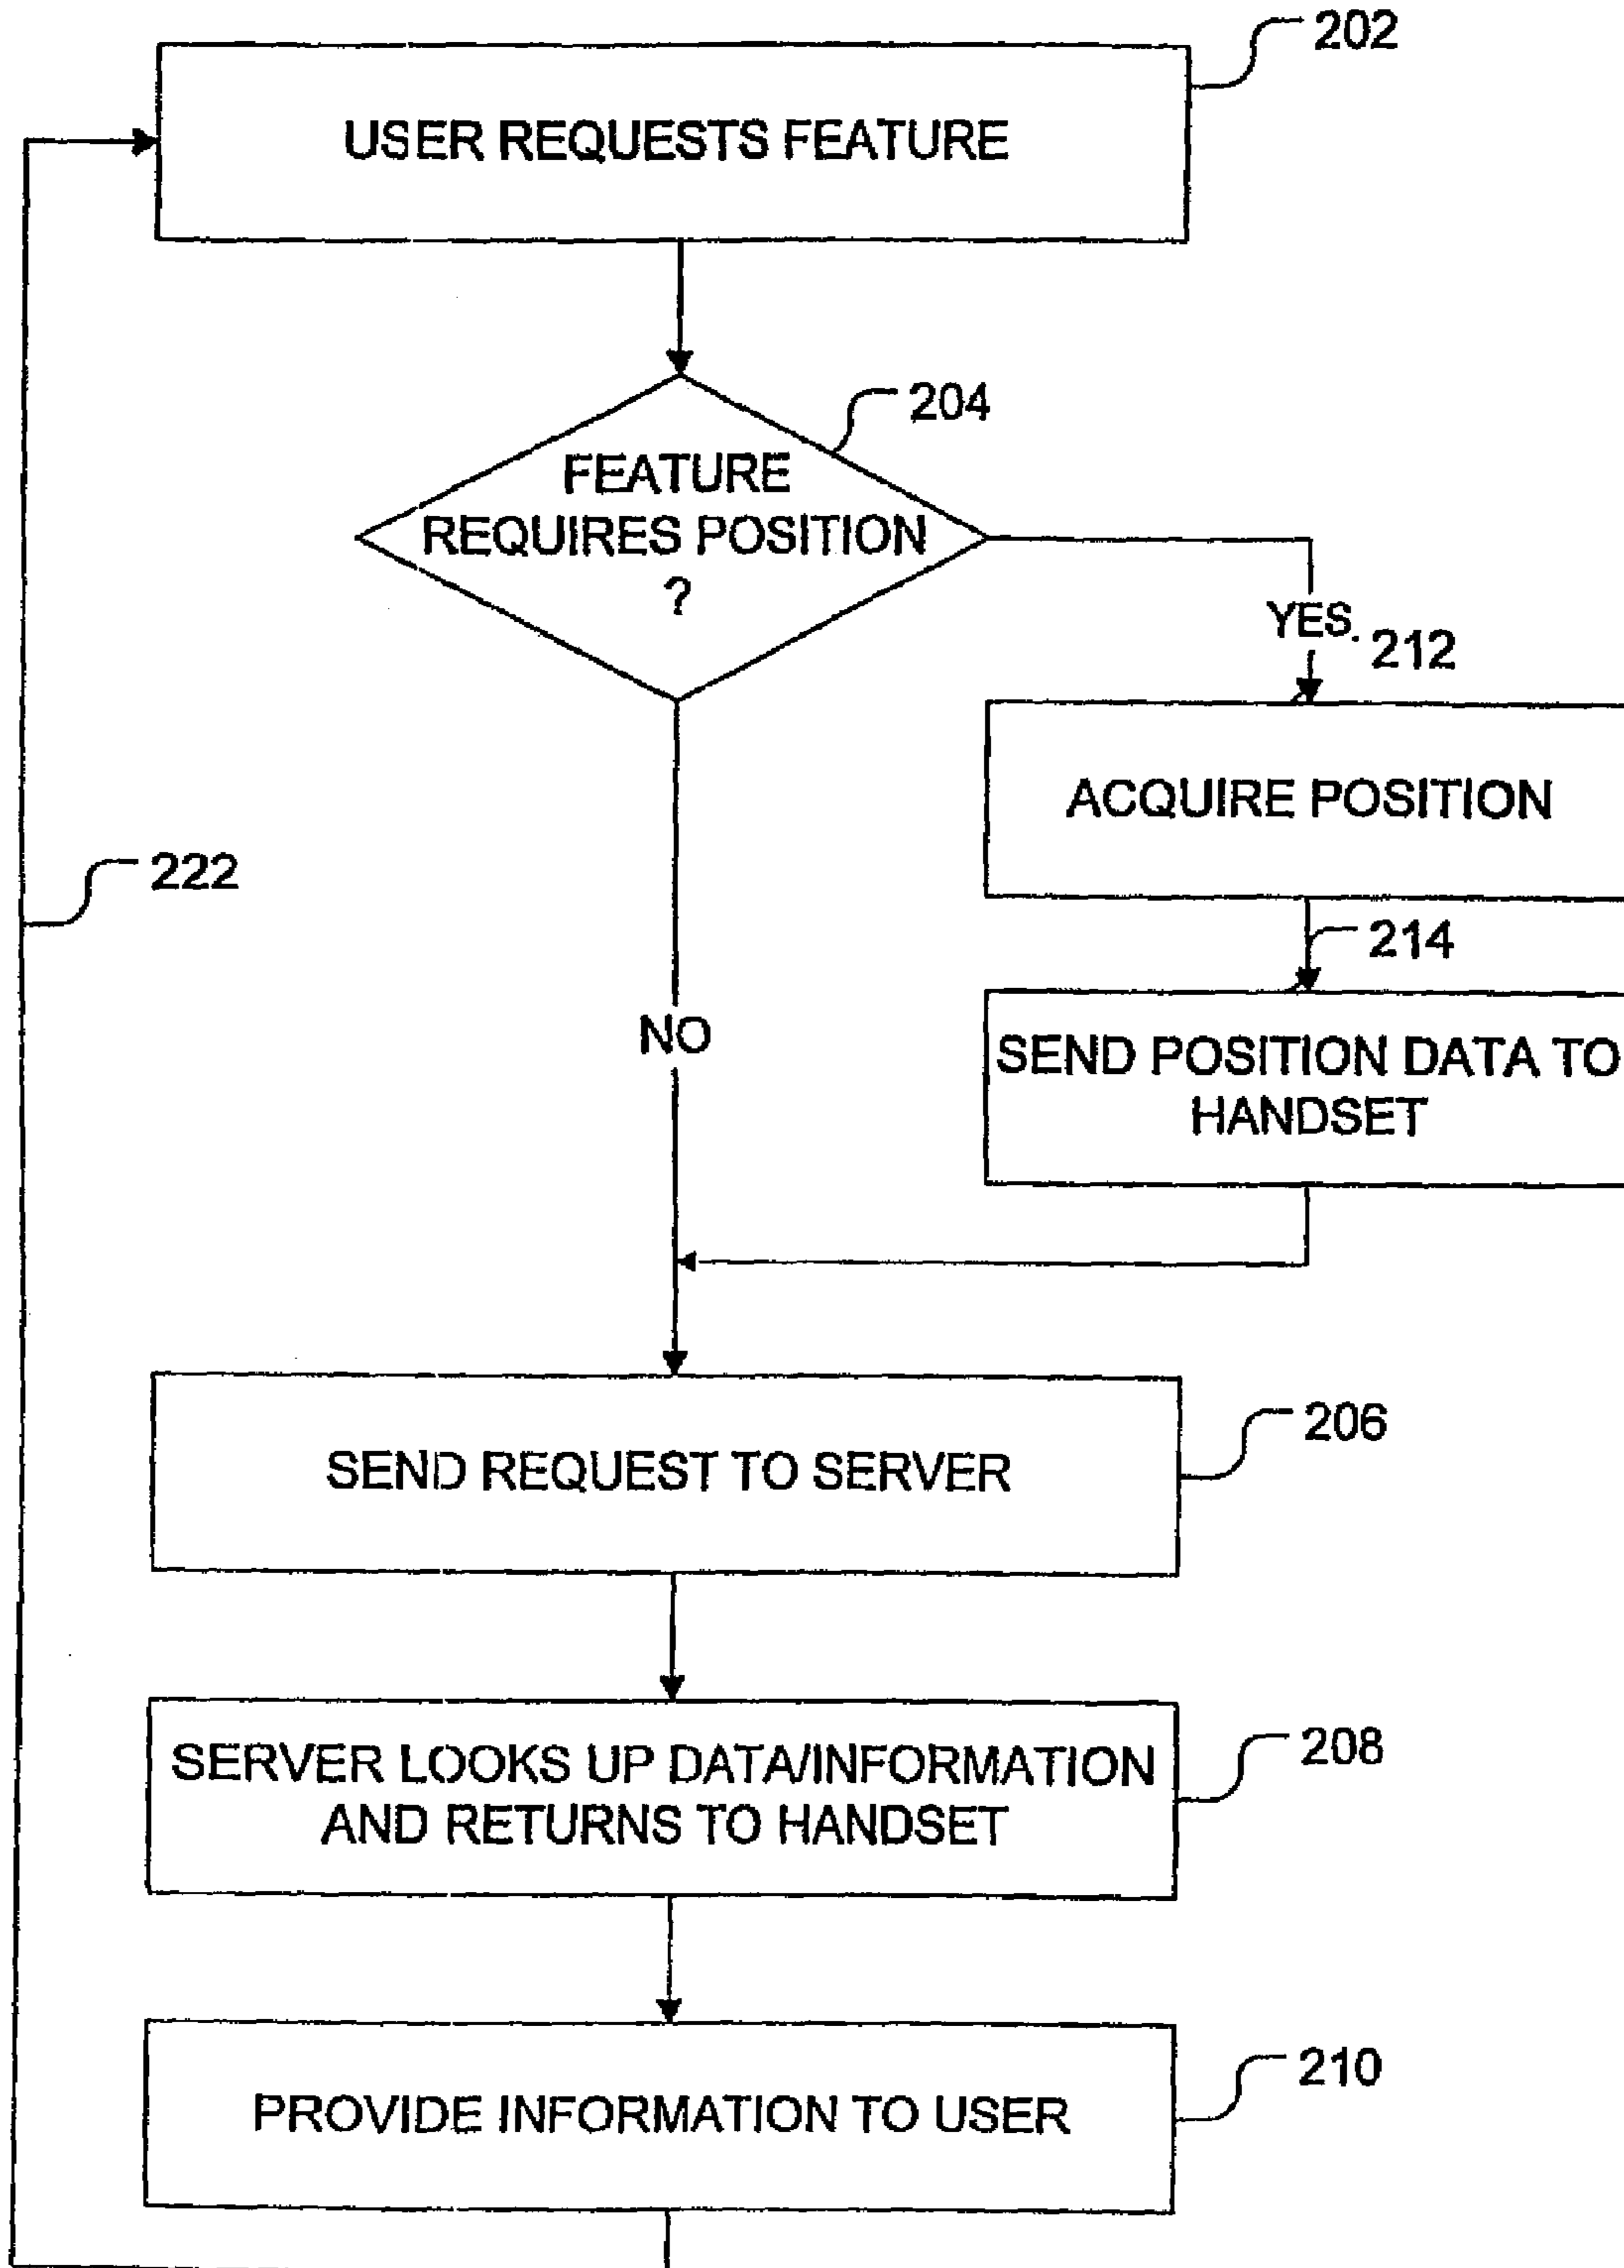 202
USER REQUESTS FEATURE
204
FEATURE
REQUIRES POSITION
?
YES.
212
ACQUIRE POSITION
222
214
NO
SEND POSITION DATA TO
HANDSET
206
SEND REQUEST TO SERVER
208
SERVER LOOKS UP DATA/INFORMATION
AND RETURNS TO HANDSET
210
PROVIDE INFORMATION TO USER